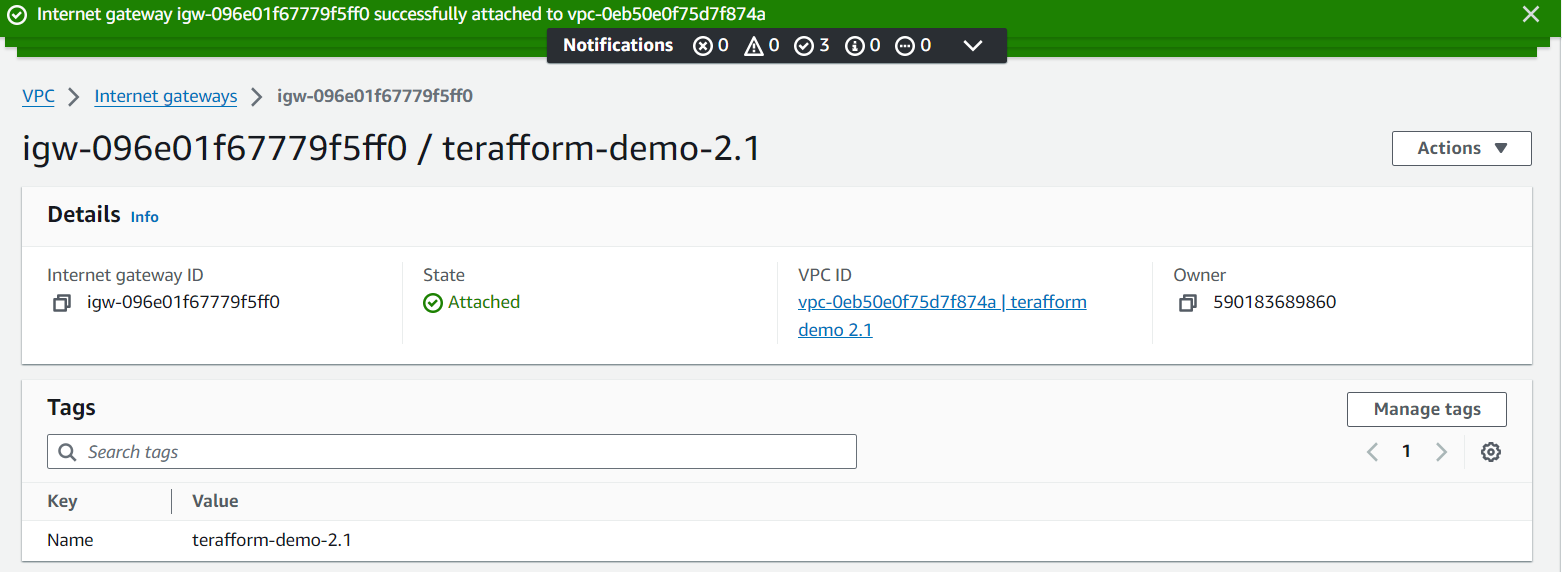 Internet gateway igw-096e01f67779f5ff0 successfully attached to vpc-0eb50e0f75d7f874a
Notifications 0 0 3 0 0
VPC Internet gateways igw-096e01f67779f5ff0
igw-096e01f67779f5ff0 / terafform-demo-2.1
Actions
Details Info
Internet gateway ID
igw-096e01f67779f5ff0
State
Attached
VPC ID
vpc-0eb50e0f75d7f874a | terafform
demo 2.1
Owner
590183689860
Tags
Manage tags
Search tags
1
Key Value
Name terafform-demo-2.1